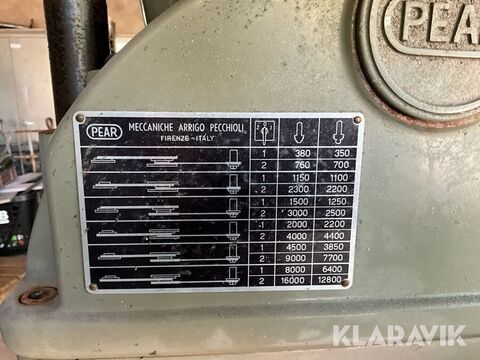 PEAR
PEAR MECCANICHE ARRIGO PECCHIOLI
FIRENZE ~ ITALY
1 380 350
2 760 700
1 1150 1100
2 2300 2200
1 1500 1250
2 3000 2500
1 2000 2200
2 4000 4400
1 4500 3850
2 9000 7700
1 8000 6400
2 16000 12800
KLARAVIK